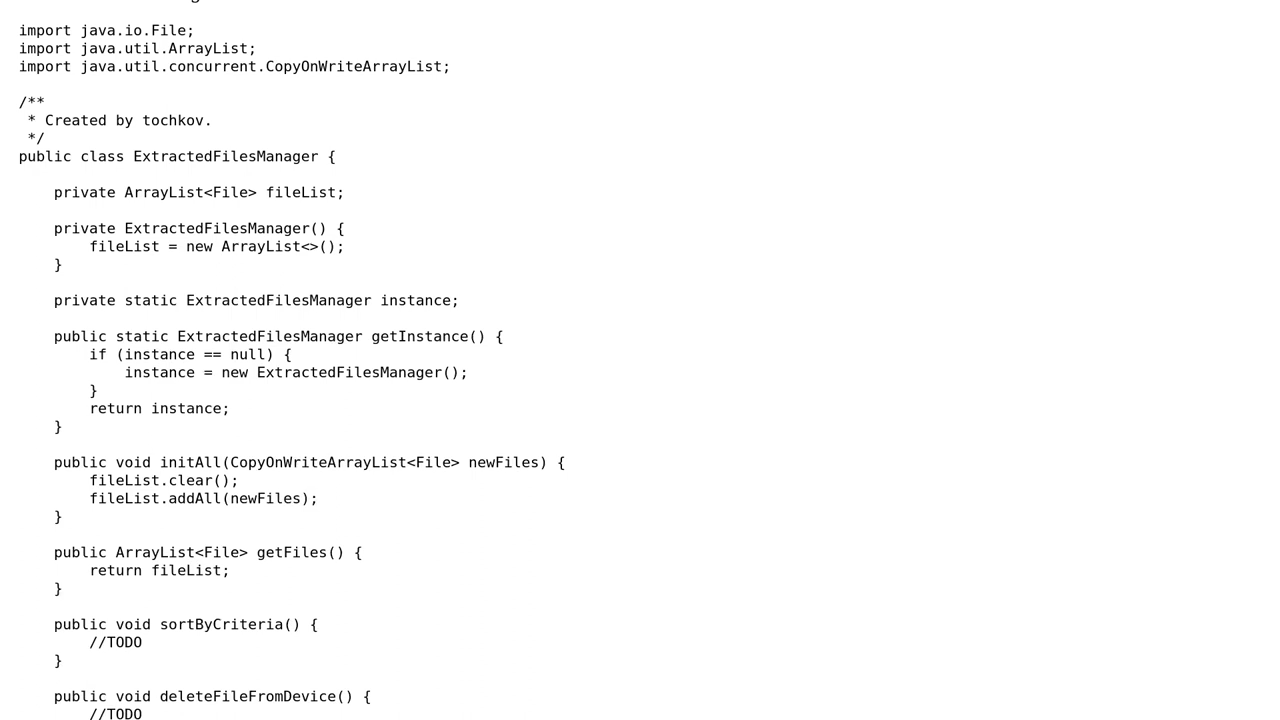 import java.io.File;
import java.util.ArrayList;
import java.util.concurrent.CopyOnWriteArrayList;

/**
 * Created by tochkov.
 */
public class ExtractedFilesManager {

    private ArrayList<File> fileList;

    private ExtractedFilesManager() {
        fileList = new ArrayList<>();
    }

    private static ExtractedFilesManager instance;

    public static ExtractedFilesManager getInstance() {
        if (instance == null) {
            instance = new ExtractedFilesManager();
        }
        return instance;
    }

    public void initAll(CopyOnWriteArrayList<File> newFiles) {
        fileList.clear();
        fileList.addAll(newFiles);
    }

    public ArrayList<File> getFiles() {
        return fileList;
    }

    public void sortByCriteria() {
        //TODO
    }

    public void deleteFileFromDevice() {
        //TODO